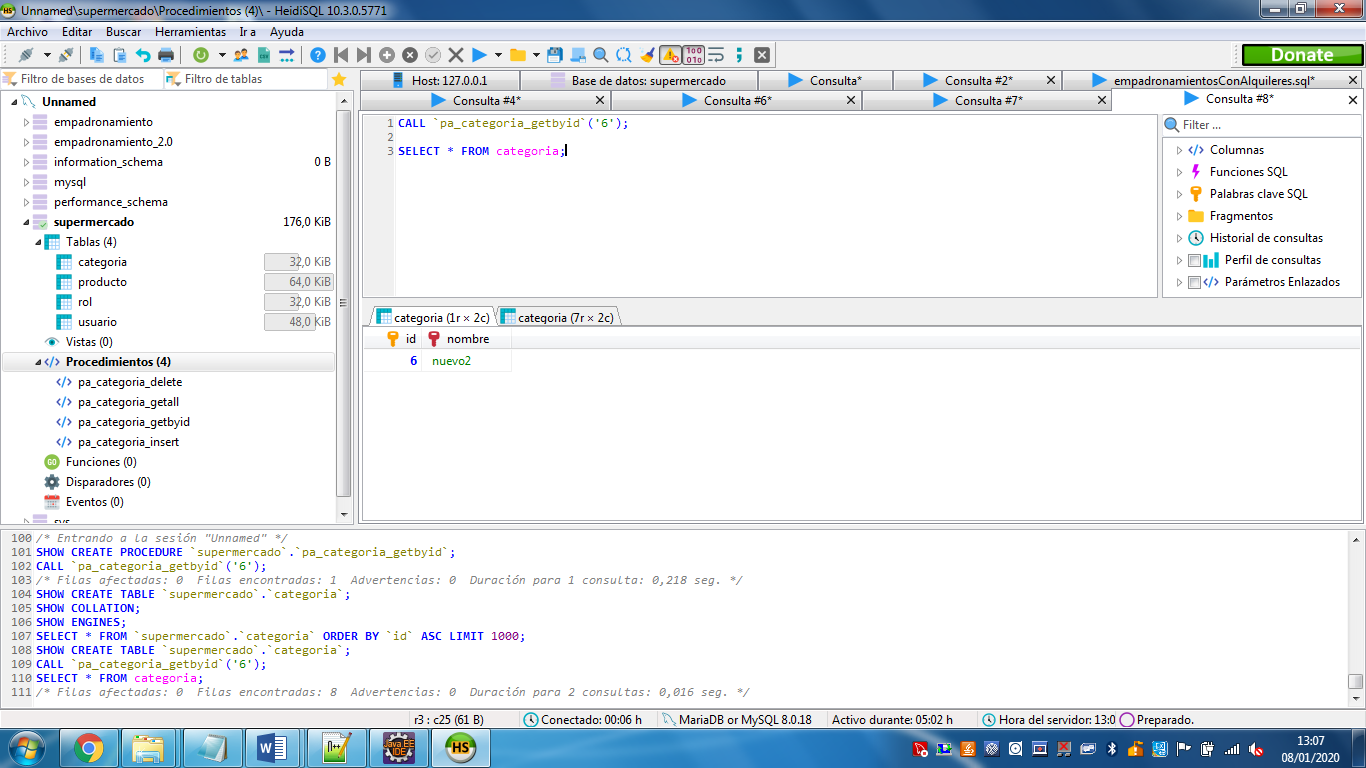 Unnamed\supermercado\Procedimientos (4)\ - HeidiSQL 10.3.0.5771
Archivo Editar Buscar Herramientas Ir a Ayuda
Donate
Filtro de bases de datos Filtro de tablas
Host: 127.0.0.1 Base de datos: supermercado Consulta* Consulta #2* empadronamientosConAlquileres.sql*
Consulta #4* Consulta #6* Consulta #7* Consulta #8*
Unnamed
empadronamiento
empadronamiento_2.0
information_schema 0 B
mysql
performance_schema
supermercado 176,0 KiB
Tablas (4)
categoria 32,0 KiB
producto 64,0 KiB
rol 32,0 KiB
usuario 48,0 KiB
Vistas (0)
Procedimientos (4)
pa_categoria_delete
pa_categoria_getall
pa_categoria_getbyid
pa_categoria_insert
Funciones (0)
Disparadores (0)
Eventos (0)
sys
1 CALL `pa_categoria_getbyid`('6');
2
3 SELECT * FROM categoria;
Filter ...
Columnas
Funciones SQL
Palabras clave SQL
Fragmentos
Historial de consultas
Perfil de consultas
Parámetros Enlazados
categoria (1r × 2c) categoria (7r × 2c)
id nombre
6 nuevo2
100 /* Entrando a la sesión "Unnamed" */
101 SHOW CREATE PROCEDURE `supermercado`.`pa_categoria_getbyid`;
102 CALL `pa_categoria_getbyid`('6');
103 /* Filas afectadas: 0 Filas encontradas: 1 Advertencias: 0 Duración para 1 consulta: 0,218 seg. */
104 SHOW CREATE TABLE `supermercado`.`categoria`;
105 SHOW COLLATION;
106 SHOW ENGINES;
107 SELECT * FROM `supermercado`.`categoria` ORDER BY `id` ASC LIMIT 1000;
108 SHOW CREATE TABLE `supermercado`.`categoria`;
109 CALL `pa_categoria_getbyid`('6');
110 SELECT * FROM categoria;
111 /* Filas afectadas: 0 Filas encontradas: 8 Advertencias: 0 Duración para 2 consultas: 0,016 seg. */
r3 : c25 (61 B) Conectado: 00:06 h MariaDB or MySQL 8.0.18 Activo durante: 05:02 h Hora del servidor: 13:0 Preparado.
13:07
08/01/2020